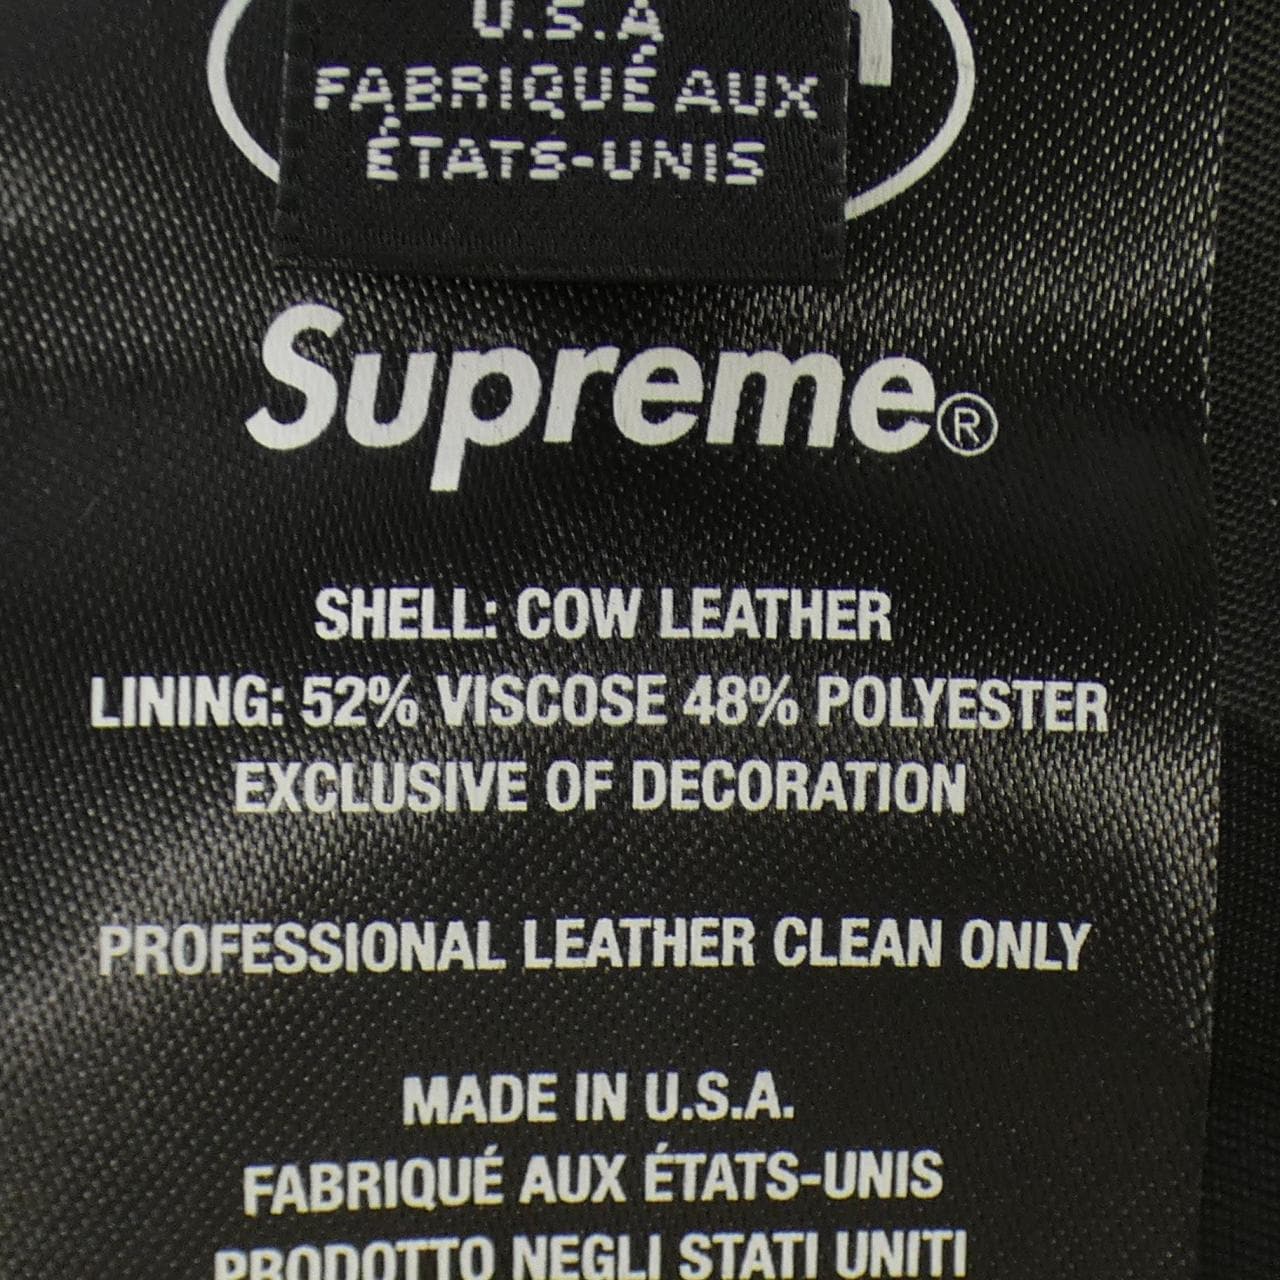 U.S.A
FABRIQUÉ AUX
ÉTATS-UNIS
Supreme®
SHELL: COW LEATHER
LINING: 52% VISCOSE 48% POLYESTER
EXCLUSIVE OF DECORATION
PROFESSIONAL LEATHER CLEAN ONLY
MADE IN U.S.A.
FABRIQUÉ AUX ÉTATS-UNIS
PRODOTTO NEGLI STATI UNITI